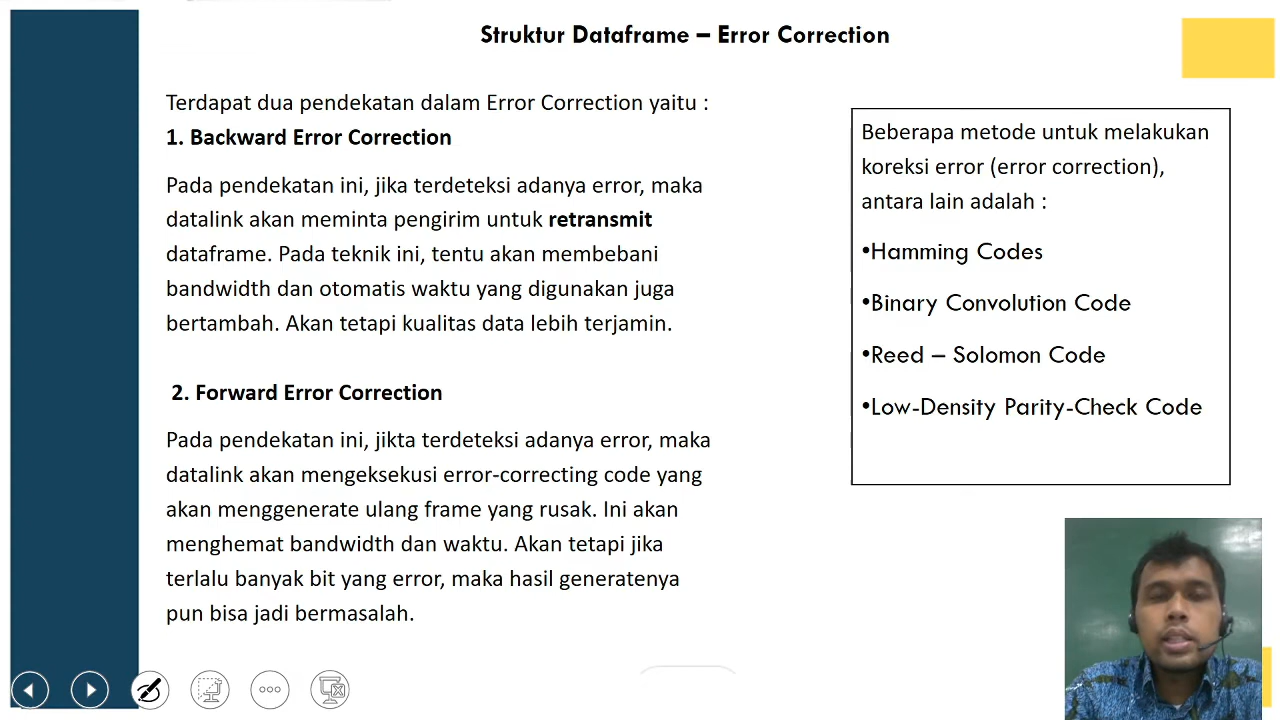 Struktur Dataframe – Error Correction
Terdapat dua pendekatan dalam Error Correction yaitu :
1. Backward Error Correction
Pada pendekatan ini, jika terdeteksi adanya error, maka
datalink akan meminta pengirim untuk retransmit
dataframe. Pada teknik ini, tentu akan membebani
bandwidth dan otomatis waktu yang digunakan juga
bertambah. Akan tetapi kualitas data lebih terjamin.
2. Forward Error Correction
Pada pendekatan ini, jikta terdeteksi adanya error, maka
datalink akan mengeksekusi error-correcting code yang
akan menggenerate ulang frame yang rusak. Ini akan
menghemat bandwidth dan waktu. Akan tetapi jika
terlalu banyak bit yang error, maka hasil generatenya
pun bisa jadi bermasalah.
Beberapa metode untuk melakukan
koreksi error (error correction),
antara lain adalah :
•Hamming Codes
•Binary Convolution Code
•Reed – Solomon Code
•Low-Density Parity-Check Code